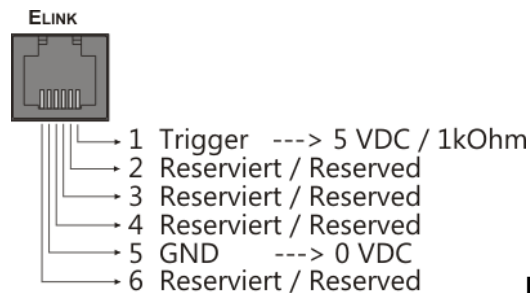 ELINK
1 Trigger ---> 5 VDC / 1kOhm
2 Reserviert / Reserved
3 Reserviert / Reserved
4 Reserviert / Reserved
5 GND ---> 0 VDC
6 Reserviert / Reserved